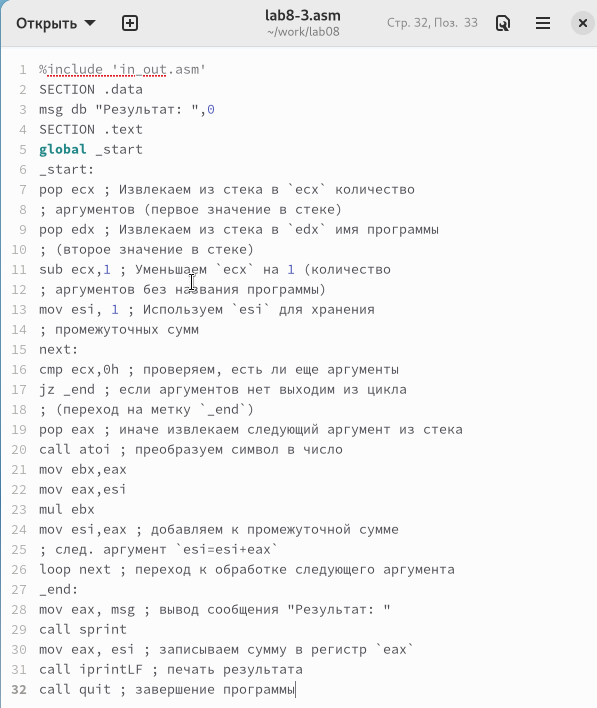 Открыть
lab8-3.asm
~/work/lab08
Стр. 32, Поз. 33
1 %include 'in_out.asm'
2 SECTION .data
3 msg db "Результат: ",0
4 SECTION .text
5 global _start
6 _start:
7 pop ecx ; Извлекаем из стека в `ecx` количество
8 ; аргументов (первое значение в стеке)
9 pop edx ; Извлекаем из стека в `edx` имя программы
10 ; (второе значение в стеке)
11 sub ecx,1 ; Уменьшаем `ecx` на 1 (количество
12 ; аргументов без названия программы)
13 mov esi, 1 ; Используем `esi` для хранения
14 ; промежуточных сумм
15 next:
16 cmp ecx,0h ; проверяем, есть ли еще аргументы
17 jz _end ; если аргументов нет выходим из цикла
18 ; (переход на метку `_end`)
19 pop eax ; иначе извлекаем следующий аргумент из стека
20 call atoi ; преобразуем символ в число
21 mov ebx,eax
22 mov eax,esi
23 mul ebx
24 mov esi,eax ; добавляем к промежуточной сумме
25 ; след. аргумент `esi=esi+eax`
26 loop next ; переход к обработке следующего аргумента
27 _end:
28 mov eax, msg ; вывод сообщения "Результат: "
29 call sprint
30 mov eax, esi ; записываем сумму в регистр `eax`
31 call iprintLF ; печать результата
32 call quit ; завершение программы